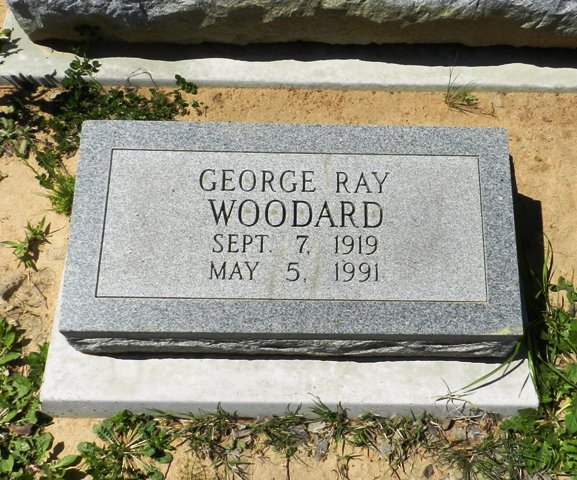 GEORGE RAY
WOODARD
SEPT. 7, 1919
MAY 5, 1991